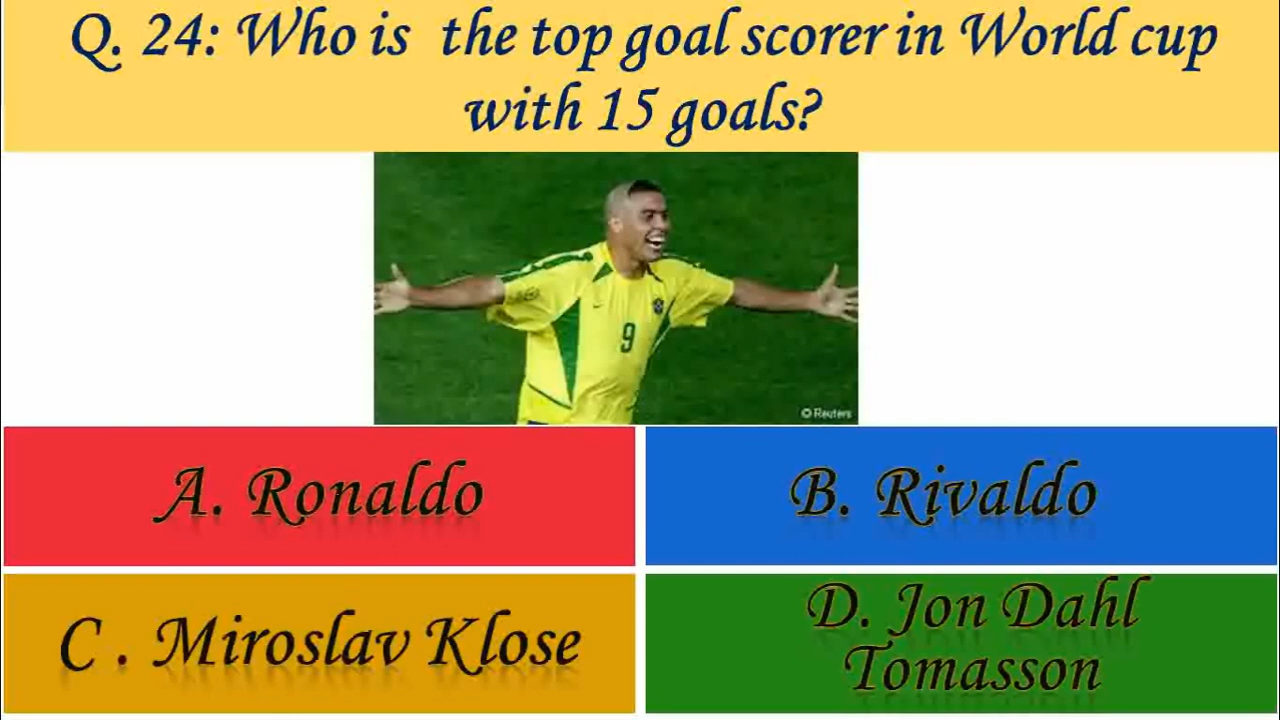 Q. 24: Who is the top goal scorer in World cup
with 15 goals?
9
© Reuters
A. Ronaldo
B. Rivaldo
C . Miroslav Klose
D. Jon Dahl
Tomasson